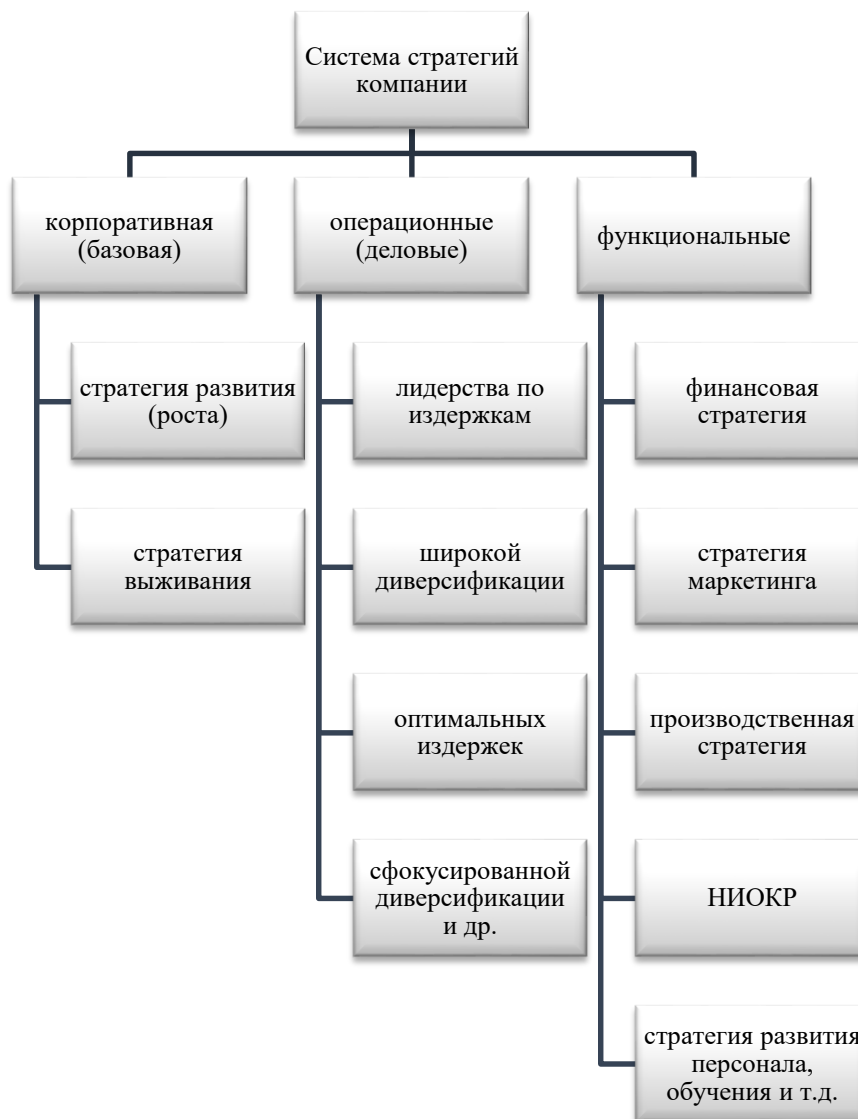 Система стратегий
компании
корпоративная
(базовая)
операционные
(деловые)
функциональные
стратегия развития
(роста)
стратегия
выживания
лидерства по
издержкам
широкой
диверсификации
оптимальных
издержек
сфокусированной
диверсификации
и др.
финансовая
стратегия
стратегия
маркетинга
производственная
стратегия
НИОКР
стратегия развития
персонала,
обучения и т.д.